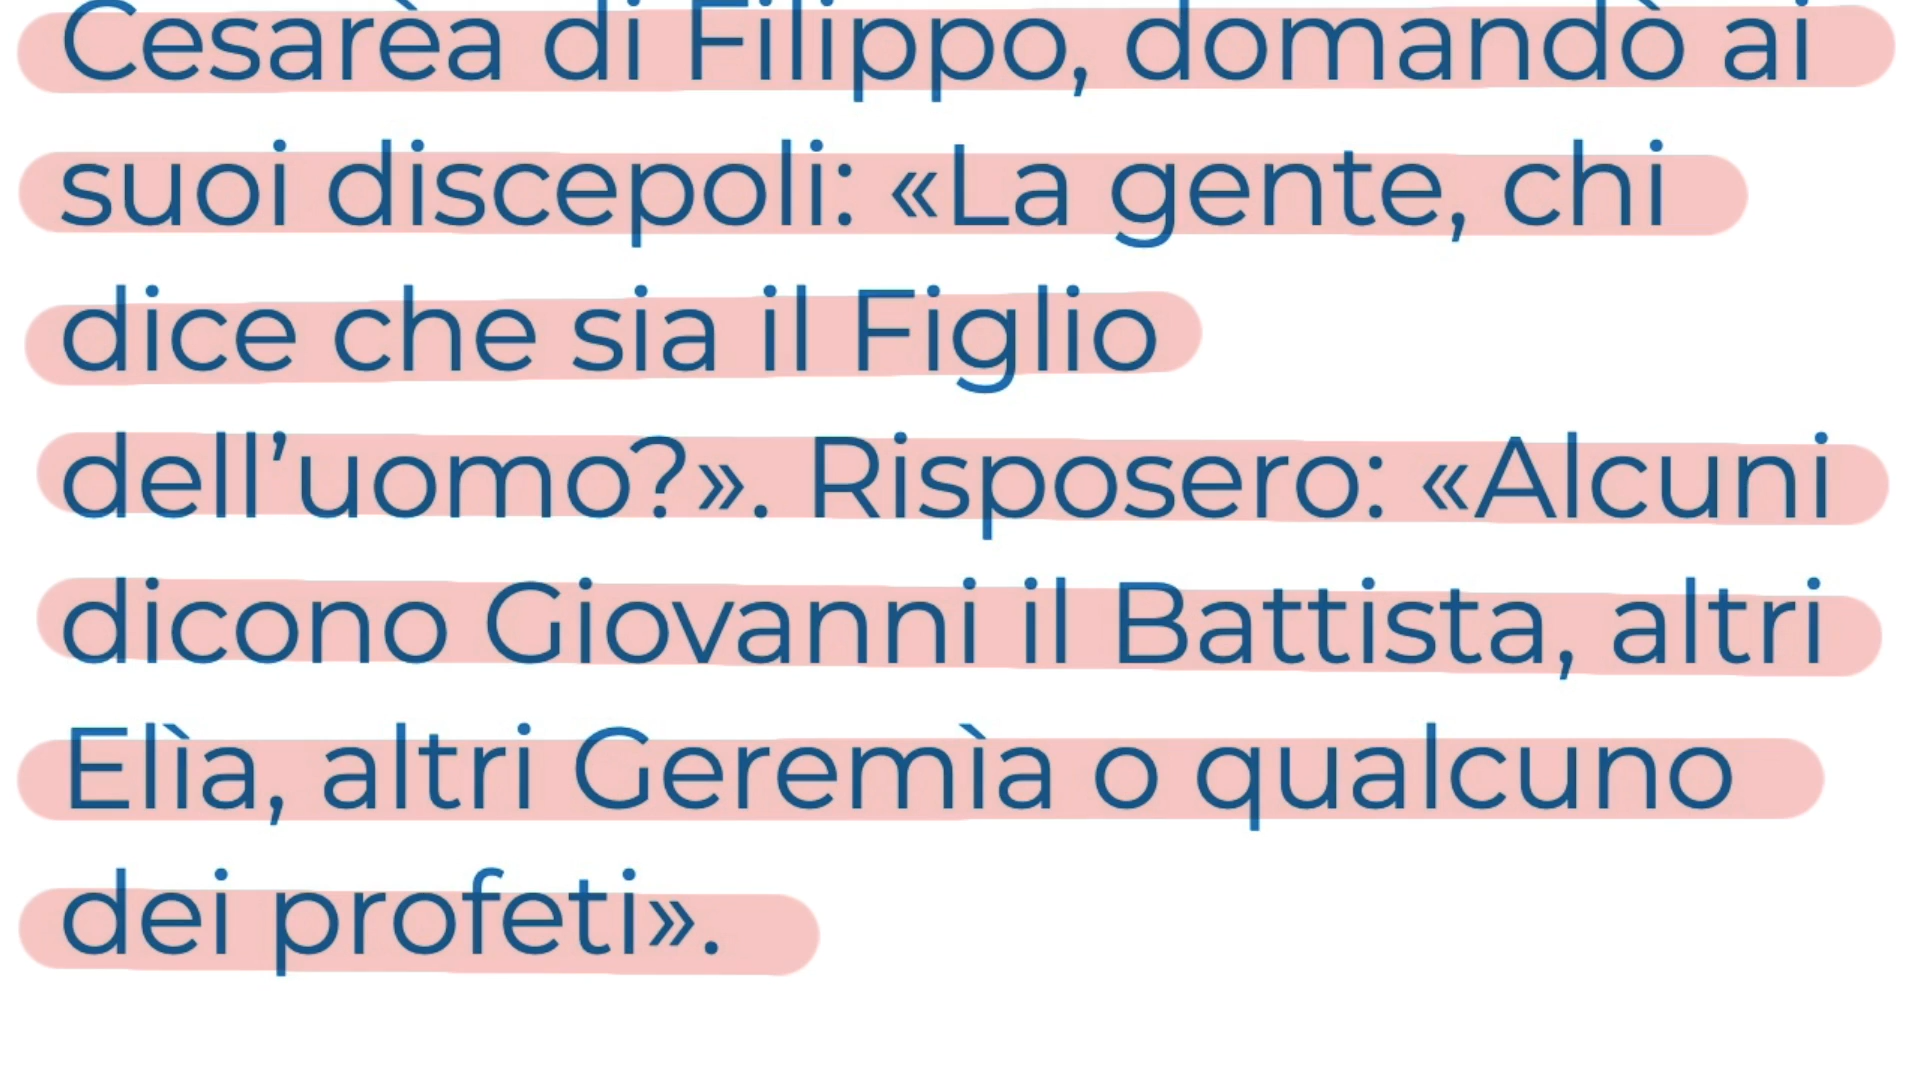 Cesarèa di Filippo, domandò ai
suoi discepoli: «La gente, chi
dice che sia il Figlio
dell’uomo?». Risposero: «Alcuni
dicono Giovanni il Battista, altri
Elìa, altri Geremìa o qualcuno
dei profeti».